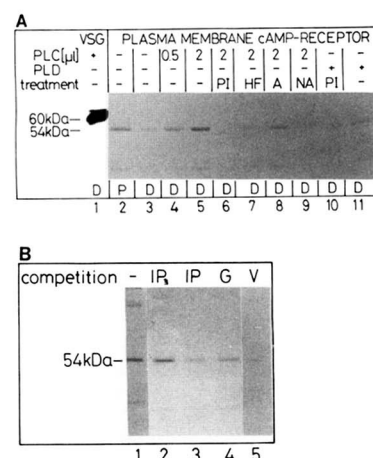 A
VSG PLASMA MEMBRANE cAMP-RECEPTOR
PLC[µl] + - - 0.5 2 2 2 2 2 - -
PLD - - - - - - - - + +
treatment - - - - PI HF A NA PI -
60kDa-
54kDa-
D P D D D D D D D D D
1 2 3 4 5 6 7 8 9 10 11
B
competition - IP₃ IP G V
54kDa-
1 2 3 4 5